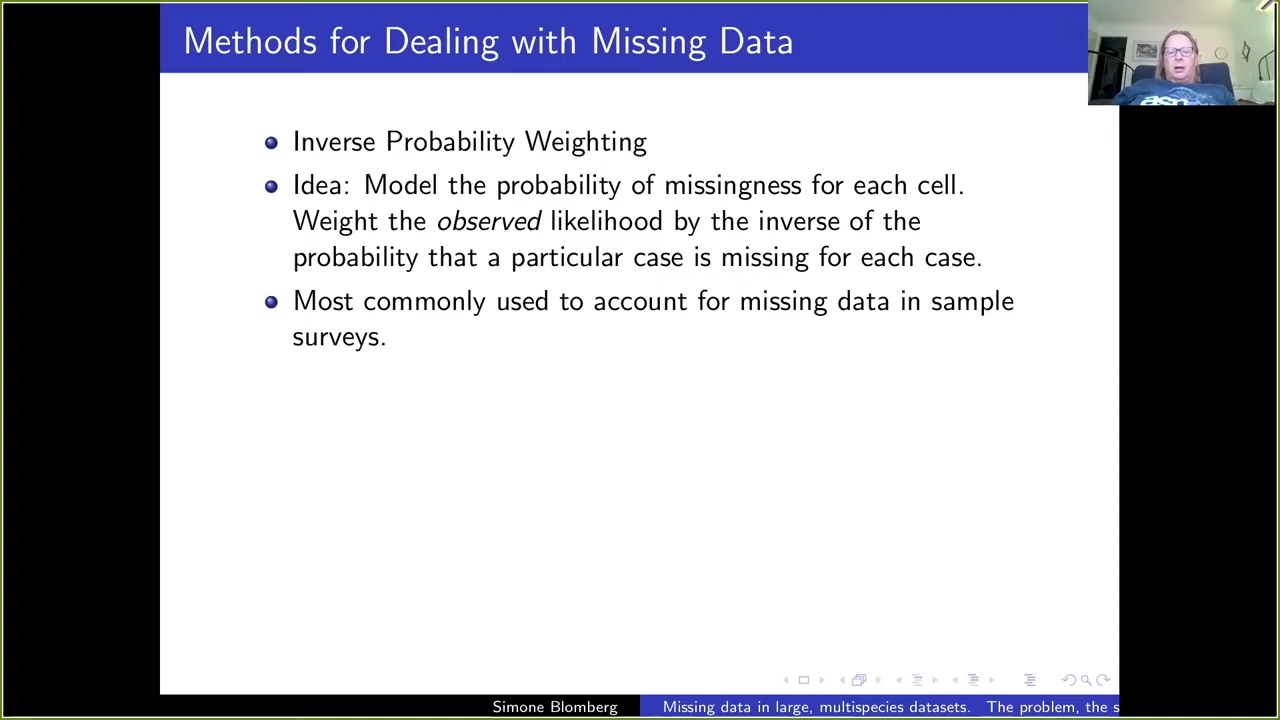 Methods for Dealing with Missing Data
Inverse Probability Weighting
Idea: Model the probability of missingness for each cell.
Weight the observed likelihood by the inverse of the
probability that a particular case is missing for each case.
Most commonly used to account for missing data in sample
surveys.
Simone Blomberg
Missing data in large, multispecies datasets. The problem, the s